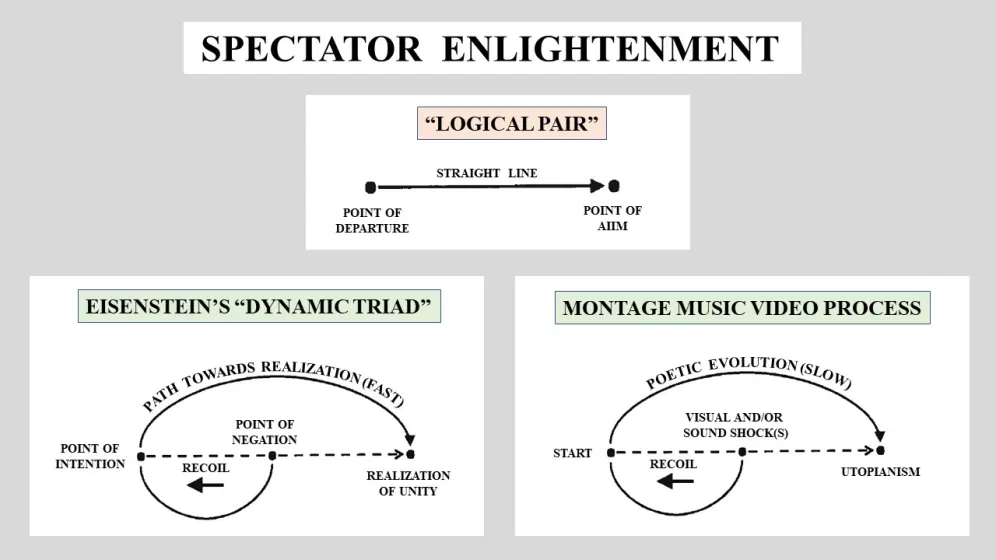 SPECTATOR ENLIGHTENMENT
“LOGICAL PAIR”
STRAIGHT LINE
POINT OF
DEPARTURE
POINT OF
AIIM
EISENSTEIN’S “DYNAMIC TRIAD”
PATH TOWARDS REALIZATION (FAST)
POINT OF
NEGATION
POINT OF
INTENTION
RECOIL
REALIZATION
OF UNITY
MONTAGE MUSIC VIDEO PROCESS
POETIC EVOLUTION (SLOW)
VISUAL AND/OR
SOUND SHOCK(S)
START
RECOIL
UTOPIANISM